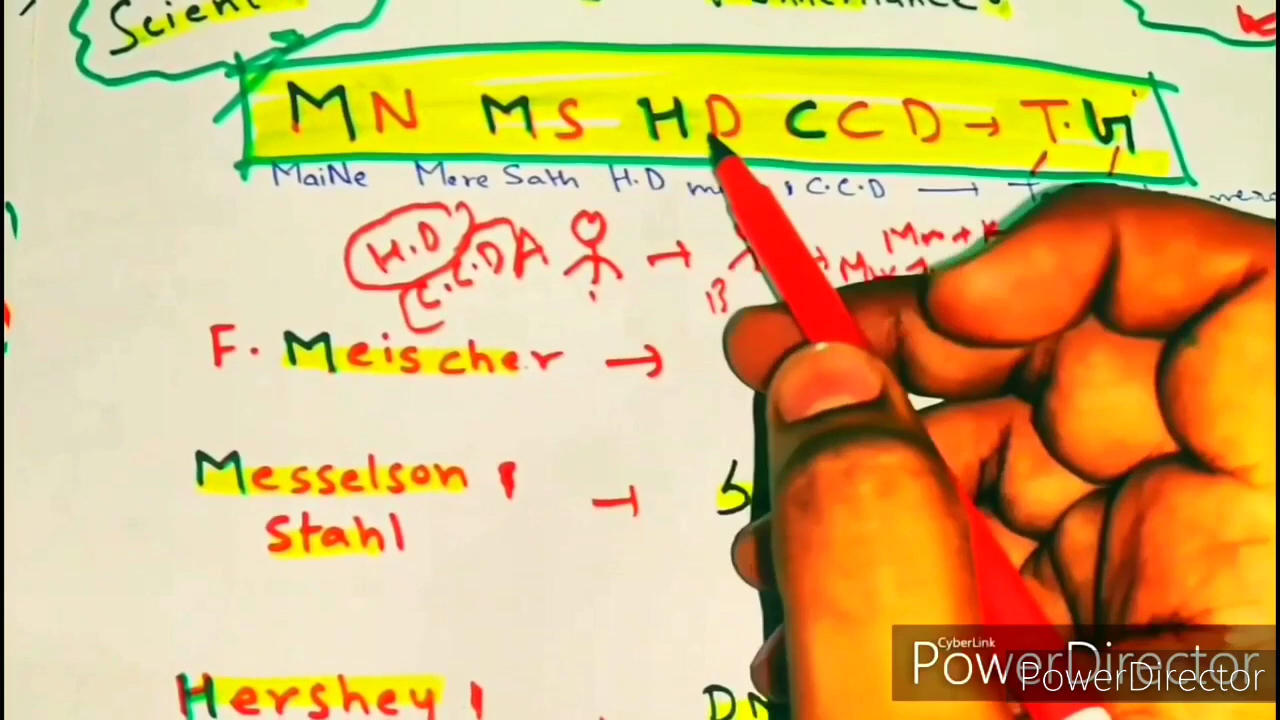 Scient
MN MS HD CCD → T.W
MaiNe Mere Sath H.D C.C.D →
H.D
C.C.D A →
B
F. Meischer →
Messelson →
Stahl
Hershey
CyberLink
PowerDirector
PowerDirector